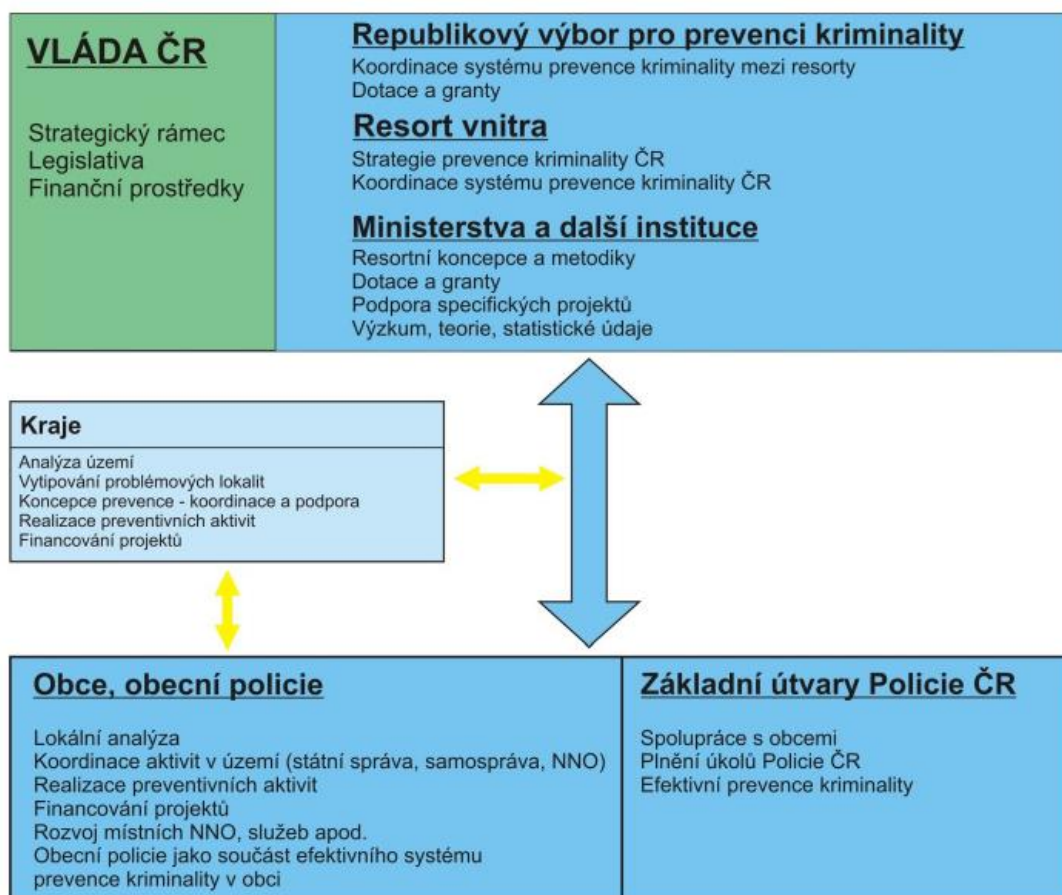 VLÁDA ČR
Strategický rámec
Legislativa
Finanční prostředky
Republikový výbor pro prevenci kriminality
Koordinace systému prevence kriminality mezi resorty
Dotace a granty
Resort vnitra
Strategie prevence kriminality ČR
Koordinace systému prevence kriminality ČR
Ministerstva a další instituce
Resortní koncepce a metodiky
Dotace a granty
Podpora specifických projektů
Výzkum, teorie, statistické údaje
Kraje
Analýza území
Vytipování problémových lokalit
Koncepce prevence - koordinace a podpora
Realizace preventivních aktivit
Financování projektů
Obce, obecní policie
Lokální analýza
Koordinace aktivit v území (státní správa, samospráva, NNO)
Realizace preventivních aktivit
Financování projektů
Rozvoj místních NNO, služeb apod.
Obecní policie jako součást efektivního systému
prevence kriminality v obci
Základní útvary Policie ČR
Spolupráce s obcemi
Plnění úkolů Policie ČR
Efektivní prevence kriminality